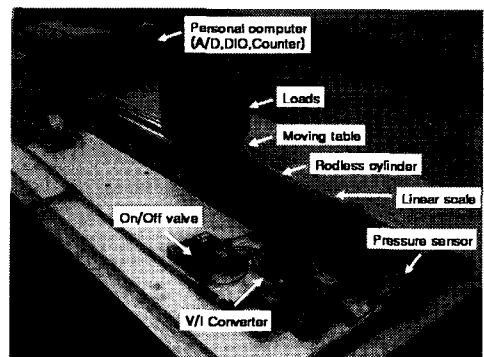 Personal computer
(A/D,DIO,Counter)
Loads
Moving table
Rodless cylinder
Linear scale
On/Off valve
Pressure sensor
V/I Converter